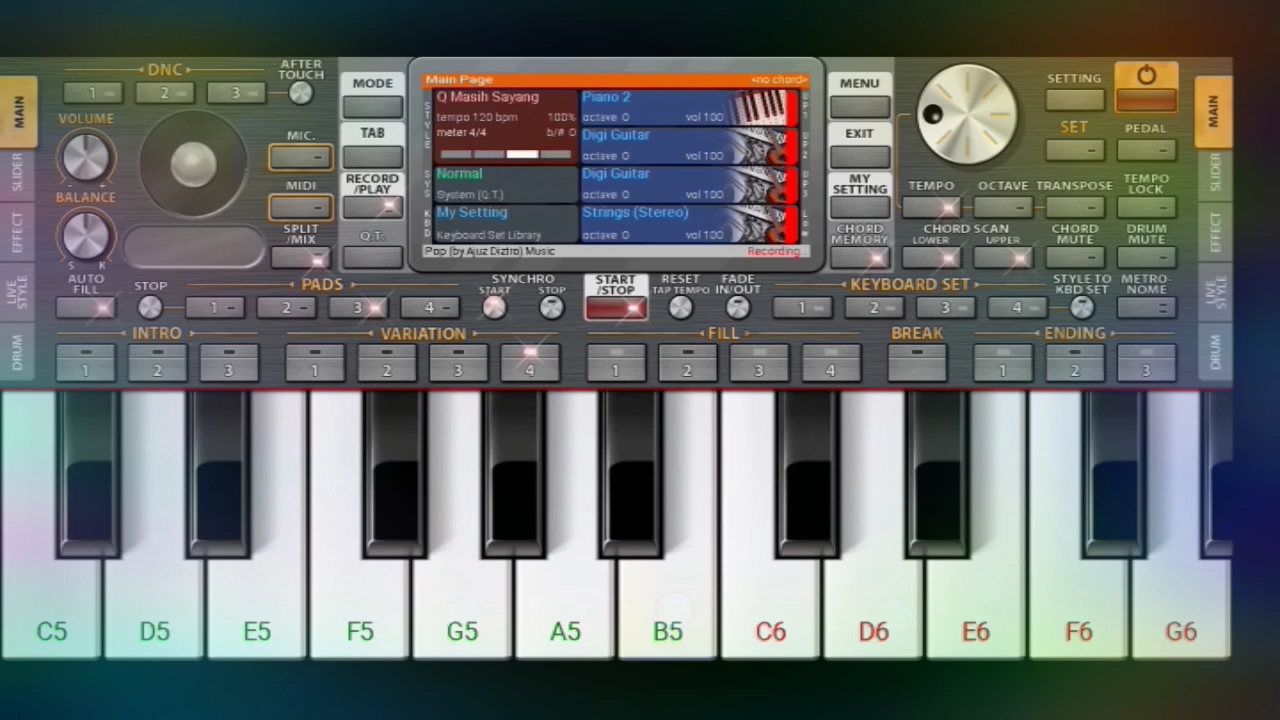 DNC
1 2 3
AFTER
TOUCH
MODE
TAB
RECORD
/PLAY
Q.T.
MAIN
SLIDER
EFFECT
LIVE
STYLE
DRUM
VOLUME
- +
BALANCE
S K
MIC.
MIDI
SPLIT
/MIX
Main Page <no chord>
STYLE
Q Masih Sayang
tempo 120 bpm 100%
meter 4/4 b/# 0
Normal
System (Q.T.)
My Setting
Keyboard Set Library
Piano 2
octave 0 vol 100
Digi Guitar
octave 0 vol 100
Digi Guitar
octave 0 vol 100
Strings (Stereo)
octave 0 vol 100
Pop (by Ajuz Diztro) Music Recording
MENU
EXIT
MY
SETTING
CHORD
MEMORY
SETTING
SET
PEDAL
TEMPO
OCTAVE
TRANSPOSE
TEMPO
LOCK
CHORD SCAN
LOWER UPPER
CHORD
MUTE
DRUM
MUTE
MAIN
SLIDER
EFFECT
LIVE
STYLE
DRUM
AUTO
FILL
STOP
PADS
1 2 3 4
SYNCHRO
START STOP
START
/STOP
RESET
TAP TEMPO
FADE
IN/OUT
KEYBOARD SET
1 2 3 4
STYLE TO
KBD SET
METRO-
NOME
INTRO
1 2 3
VARIATION
1 2 3 4
FILL
1 2 3 4
BREAK
ENDING
1 2 3
C5 D5 E5 F5 G5 A5 B5 C6 D6 E6 F6 G6